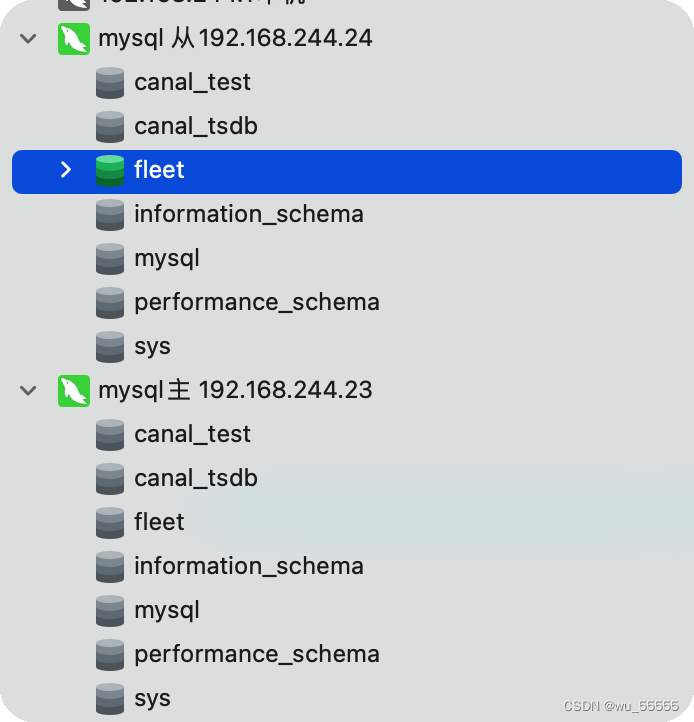 mysql 从192.168.244.24
canal_test
canal_tsdb
fleet
information_schema
mysql
performance_schema
sys
mysql主 192.168.244.23
canal_test
canal_tsdb
fleet
information_schema
mysql
performance_schema
sys
CSDN @wu_55555